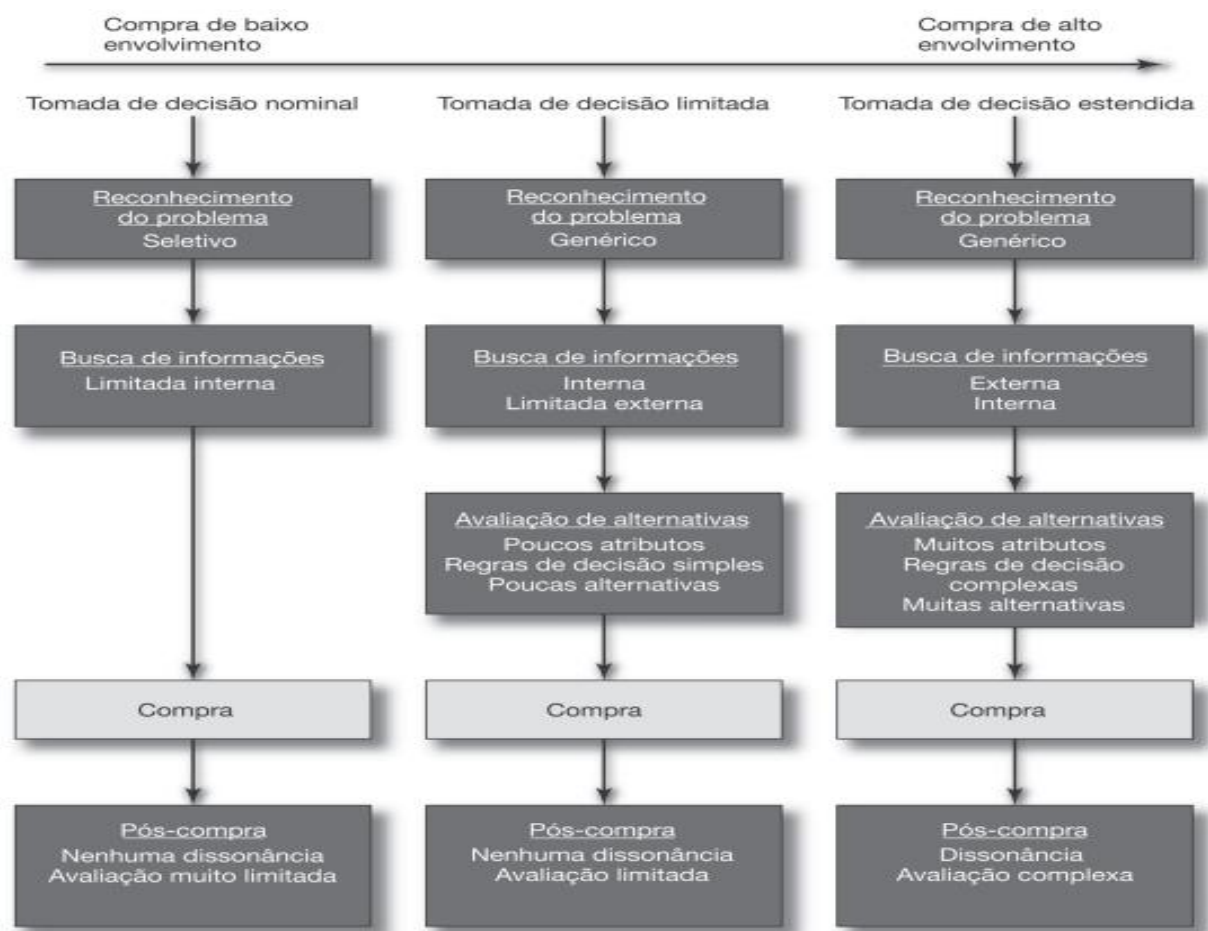 Compra de baixo
envolvimento
Compra de alto
envolvimento
Tomada de decisão nominal
Tomada de decisão limitada
Tomada de decisão estendida
Reconhecimento
do problema
Seletivo
Reconhecimento
do problema
Genérico
Reconhecimento
do problema
Genérico
Busca de informações
Limitada interna
Busca de informações
Interna
Limitada externa
Busca de informações
Externa
Interna
Avaliação de alternativas
Poucos atributos
Regras de decisão simples
Poucas alternativas
Avaliação de alternativas
Muitos atributos
Regras de decisão
complexas
Muitas alternativas
Compra
Compra
Compra
Pós-compra
Nenhuma dissonância
Avaliação muito limitada
Pós-compra
Nenhuma dissonância
Avaliação limitada
Pós-compra
Dissonância
Avaliação complexa